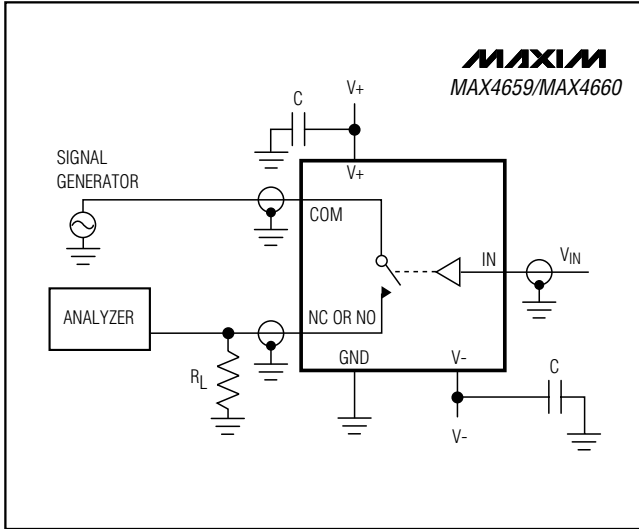 MAXIM
MAX4659/MAX4660
V+
C
V+
SIGNAL
GENERATOR
COM
IN
VIN
ANALYZER
NC OR NO
RL
GND
V-
C
V-